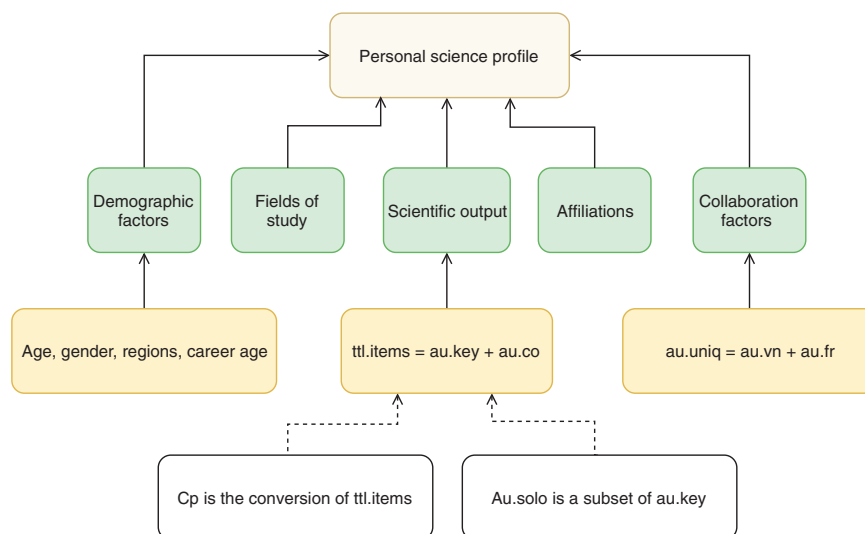 Personal science profile
Demographic
factors
Fields of
study
Scientific output
Affiliations
Collaboration
factors
Age, gender, regions, career age
ttl.items = au.key + au.co
au.uniq = au.vn + au.fr
Cp is the conversion of ttl.items
Au.solo is a subset of au.key